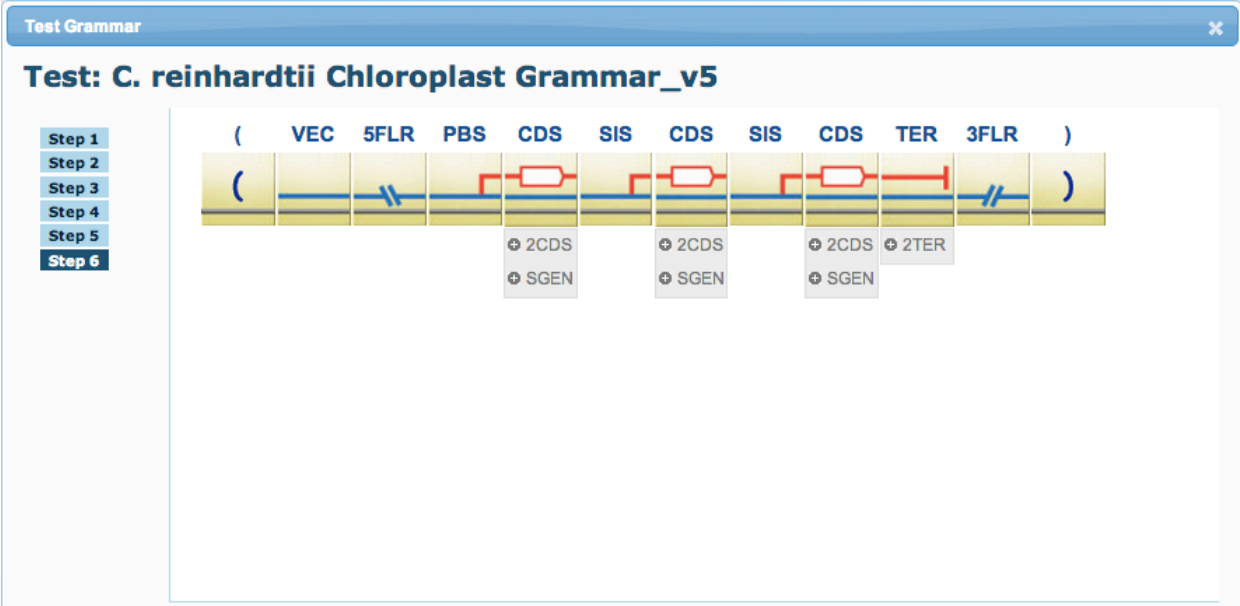 Test Grammar
Test: C. reinhardtii Chloroplast Grammar_v5
Step 1
Step 2
Step 3
Step 4
Step 5
Step 6
( VEC 5FLR PBS CDS SIS CDS SIS CDS TER 3FLR )
( )
2CDS 2CDS 2CDS 2TER
SGEN SGEN SGEN